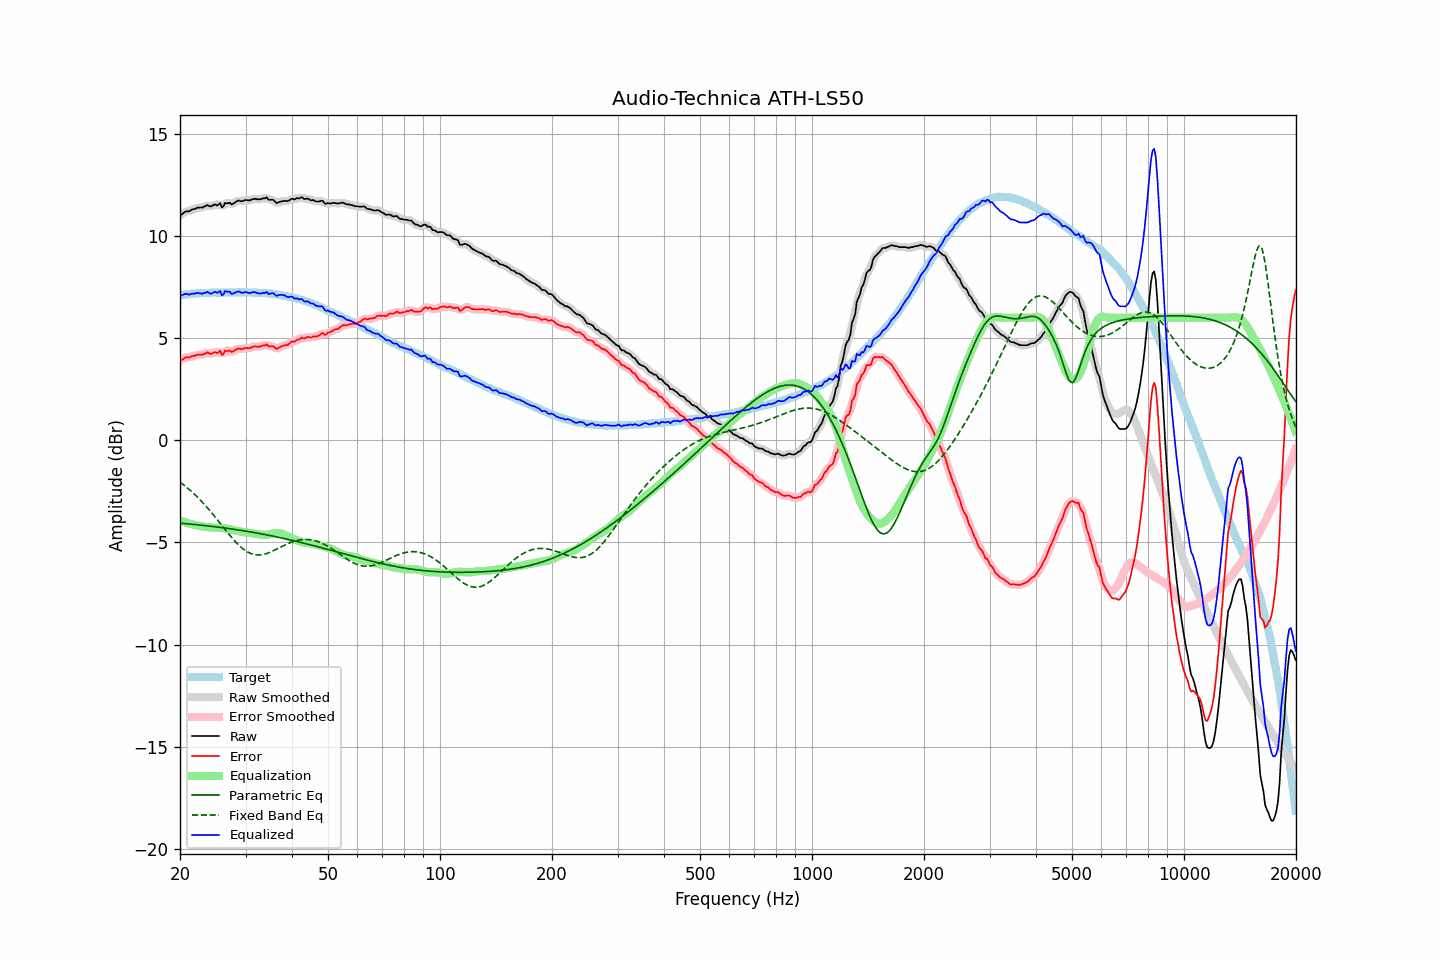 Audio-Technica ATH-LS50
15
10
5
0
−5
−10
−15
−20
Amplitude (dBr)
Target
Raw Smoothed
Error Smoothed
Raw
Error
Equalization
Parametric Eq
Fixed Band Eq
Equalized
20 50 100 200 500 1000 2000 5000 10000 20000
Frequency (Hz)